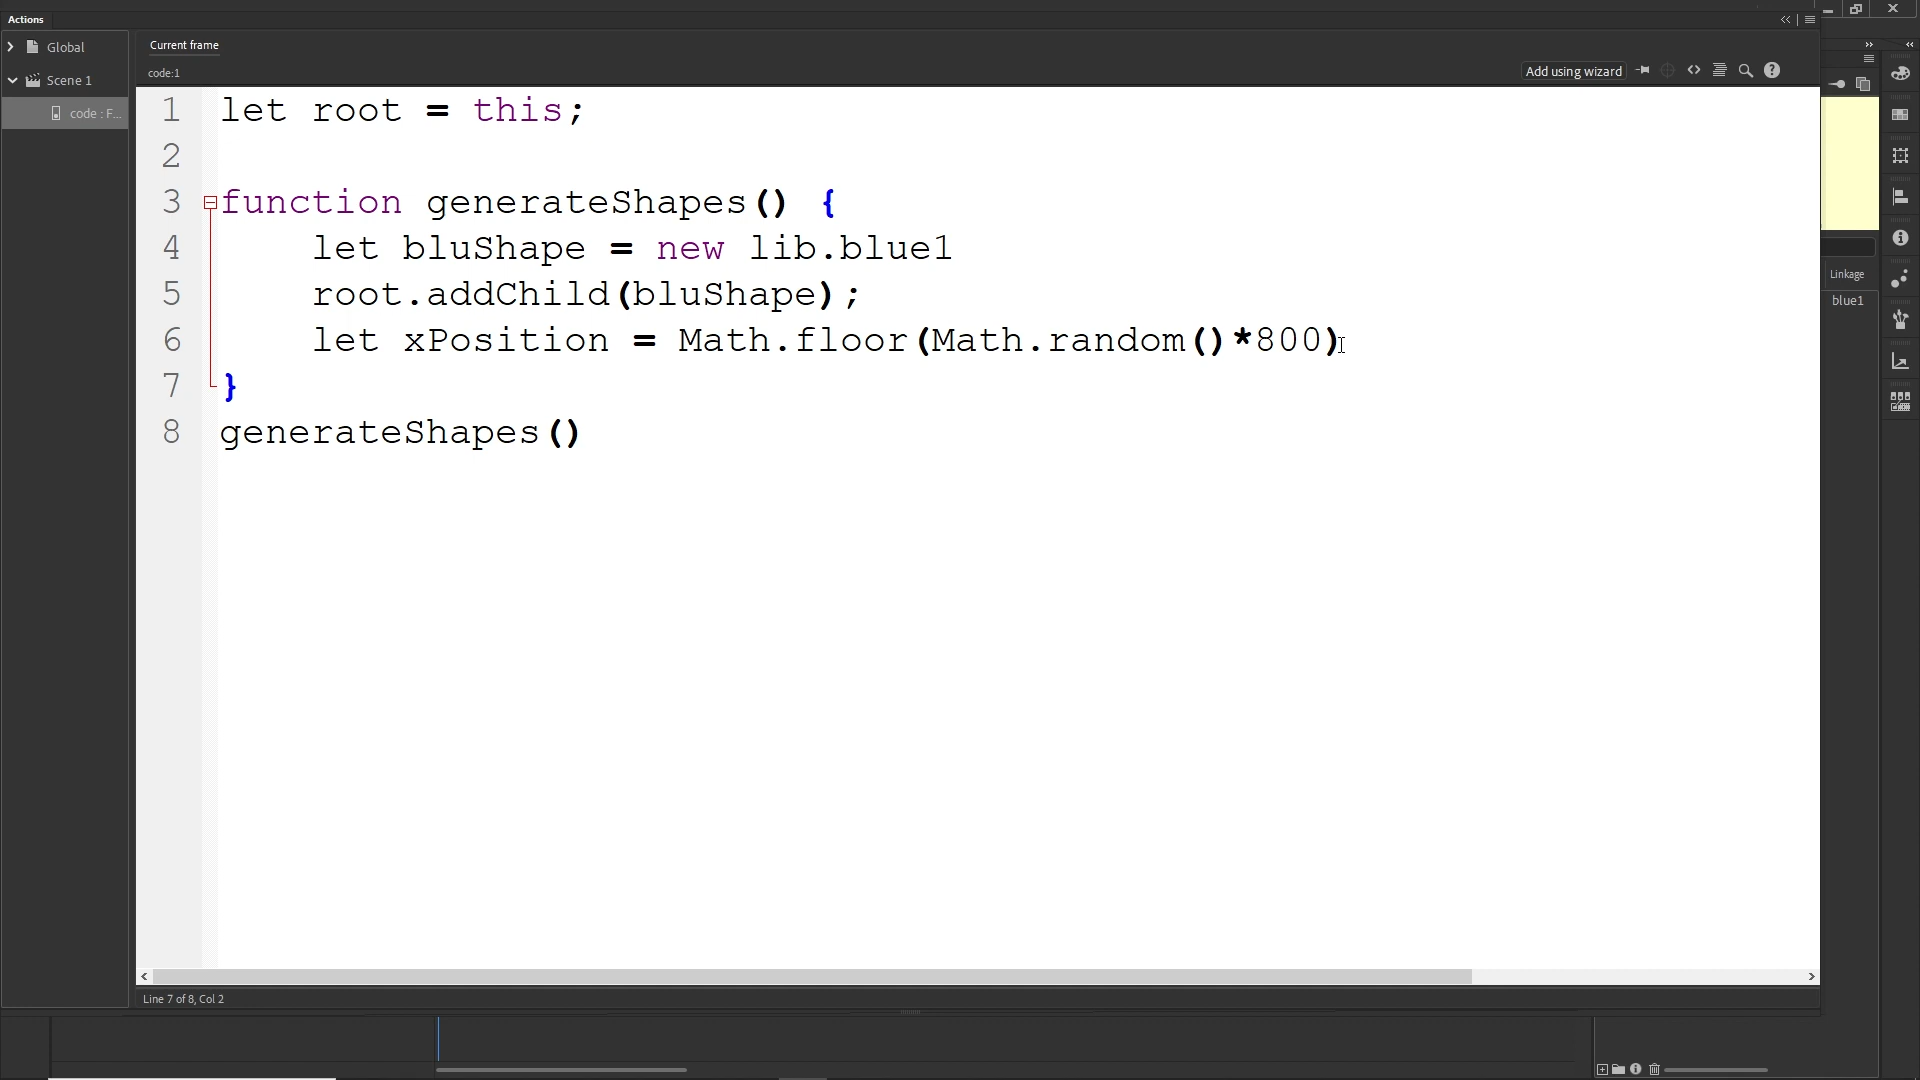 Actions
Global
Scene 1
code : F...
Current frame
code:1
Add using wizard
1 let root = this;
2
3 function generateShapes() {
4 let bluShape = new lib.blue1
5 root.addChild(bluShape);
6 let xPosition = Math.floor(Math.random()*800)
7 }
8 generateShapes()
Line 7 of 8, Col 2
Linkage
blue1